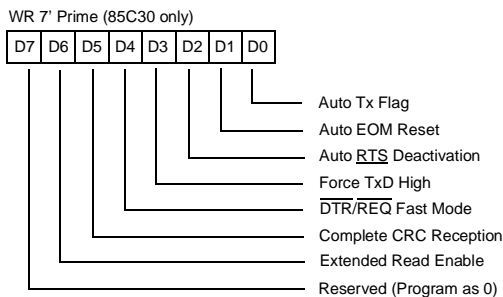 WR 7' Prime (85C30 only)
D7 D6 D5 D4 D3 D2 D1 D0
Auto Tx Flag
Auto EOM Reset
Auto RTS Deactivation
Force TxD High
DTR/REQ Fast Mode
Complete CRC Reception
Extended Read Enable
Reserved (Program as 0)